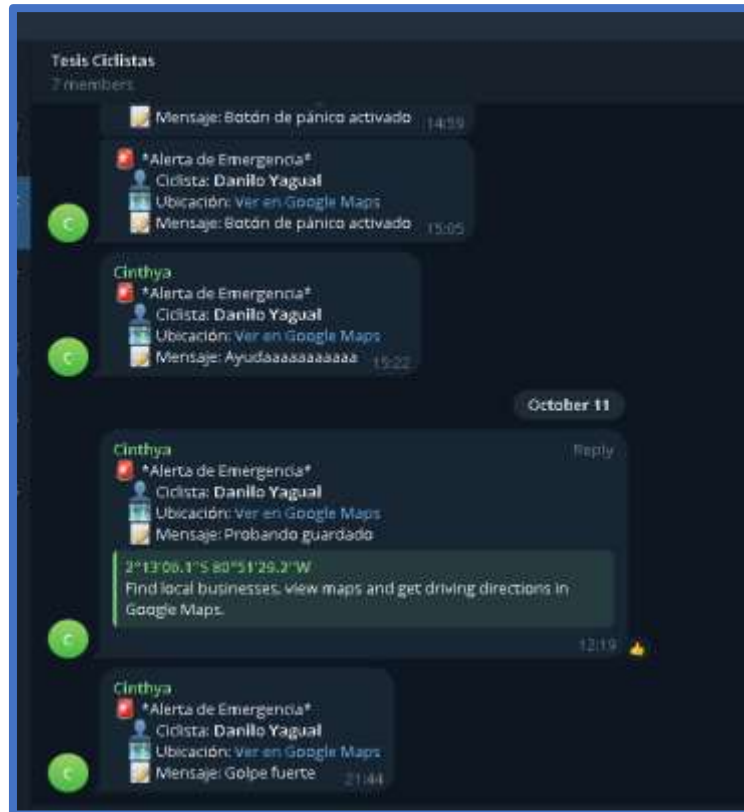 Tesis Ciclistas
7 members
Mensaje: Botón de pánico activado 14:59
*Alerta de Emergencia*
Ciclista: Danilo Yagual
Ubicación: Ver en Google Maps
Mensaje: Botón de pánico activado 15:05
Cinthya
*Alerta de Emergencia*
Ciclista: Danilo Yagual
Ubicación: Ver en Google Maps
C
Mensaje: Ayudaaaaaaaaaaa 15:22
October 11
Cinthya Reply
*Alerta de Emergencia*
Ciclista: Danilo Yagual
Ubicación: Ver en Google Maps
Mensaje: Probando guardado
2°13'06.1"S 80°51'29.2"W
Find local businesses, view maps and get driving directions in
Google Maps.
C
12:19
Cinthya
*Alerta de Emergencia*
Ciclista: Danilo Yagual
Ubicación: Ver en Google Maps
C
Mensaje: Golpe fuerte 21:44